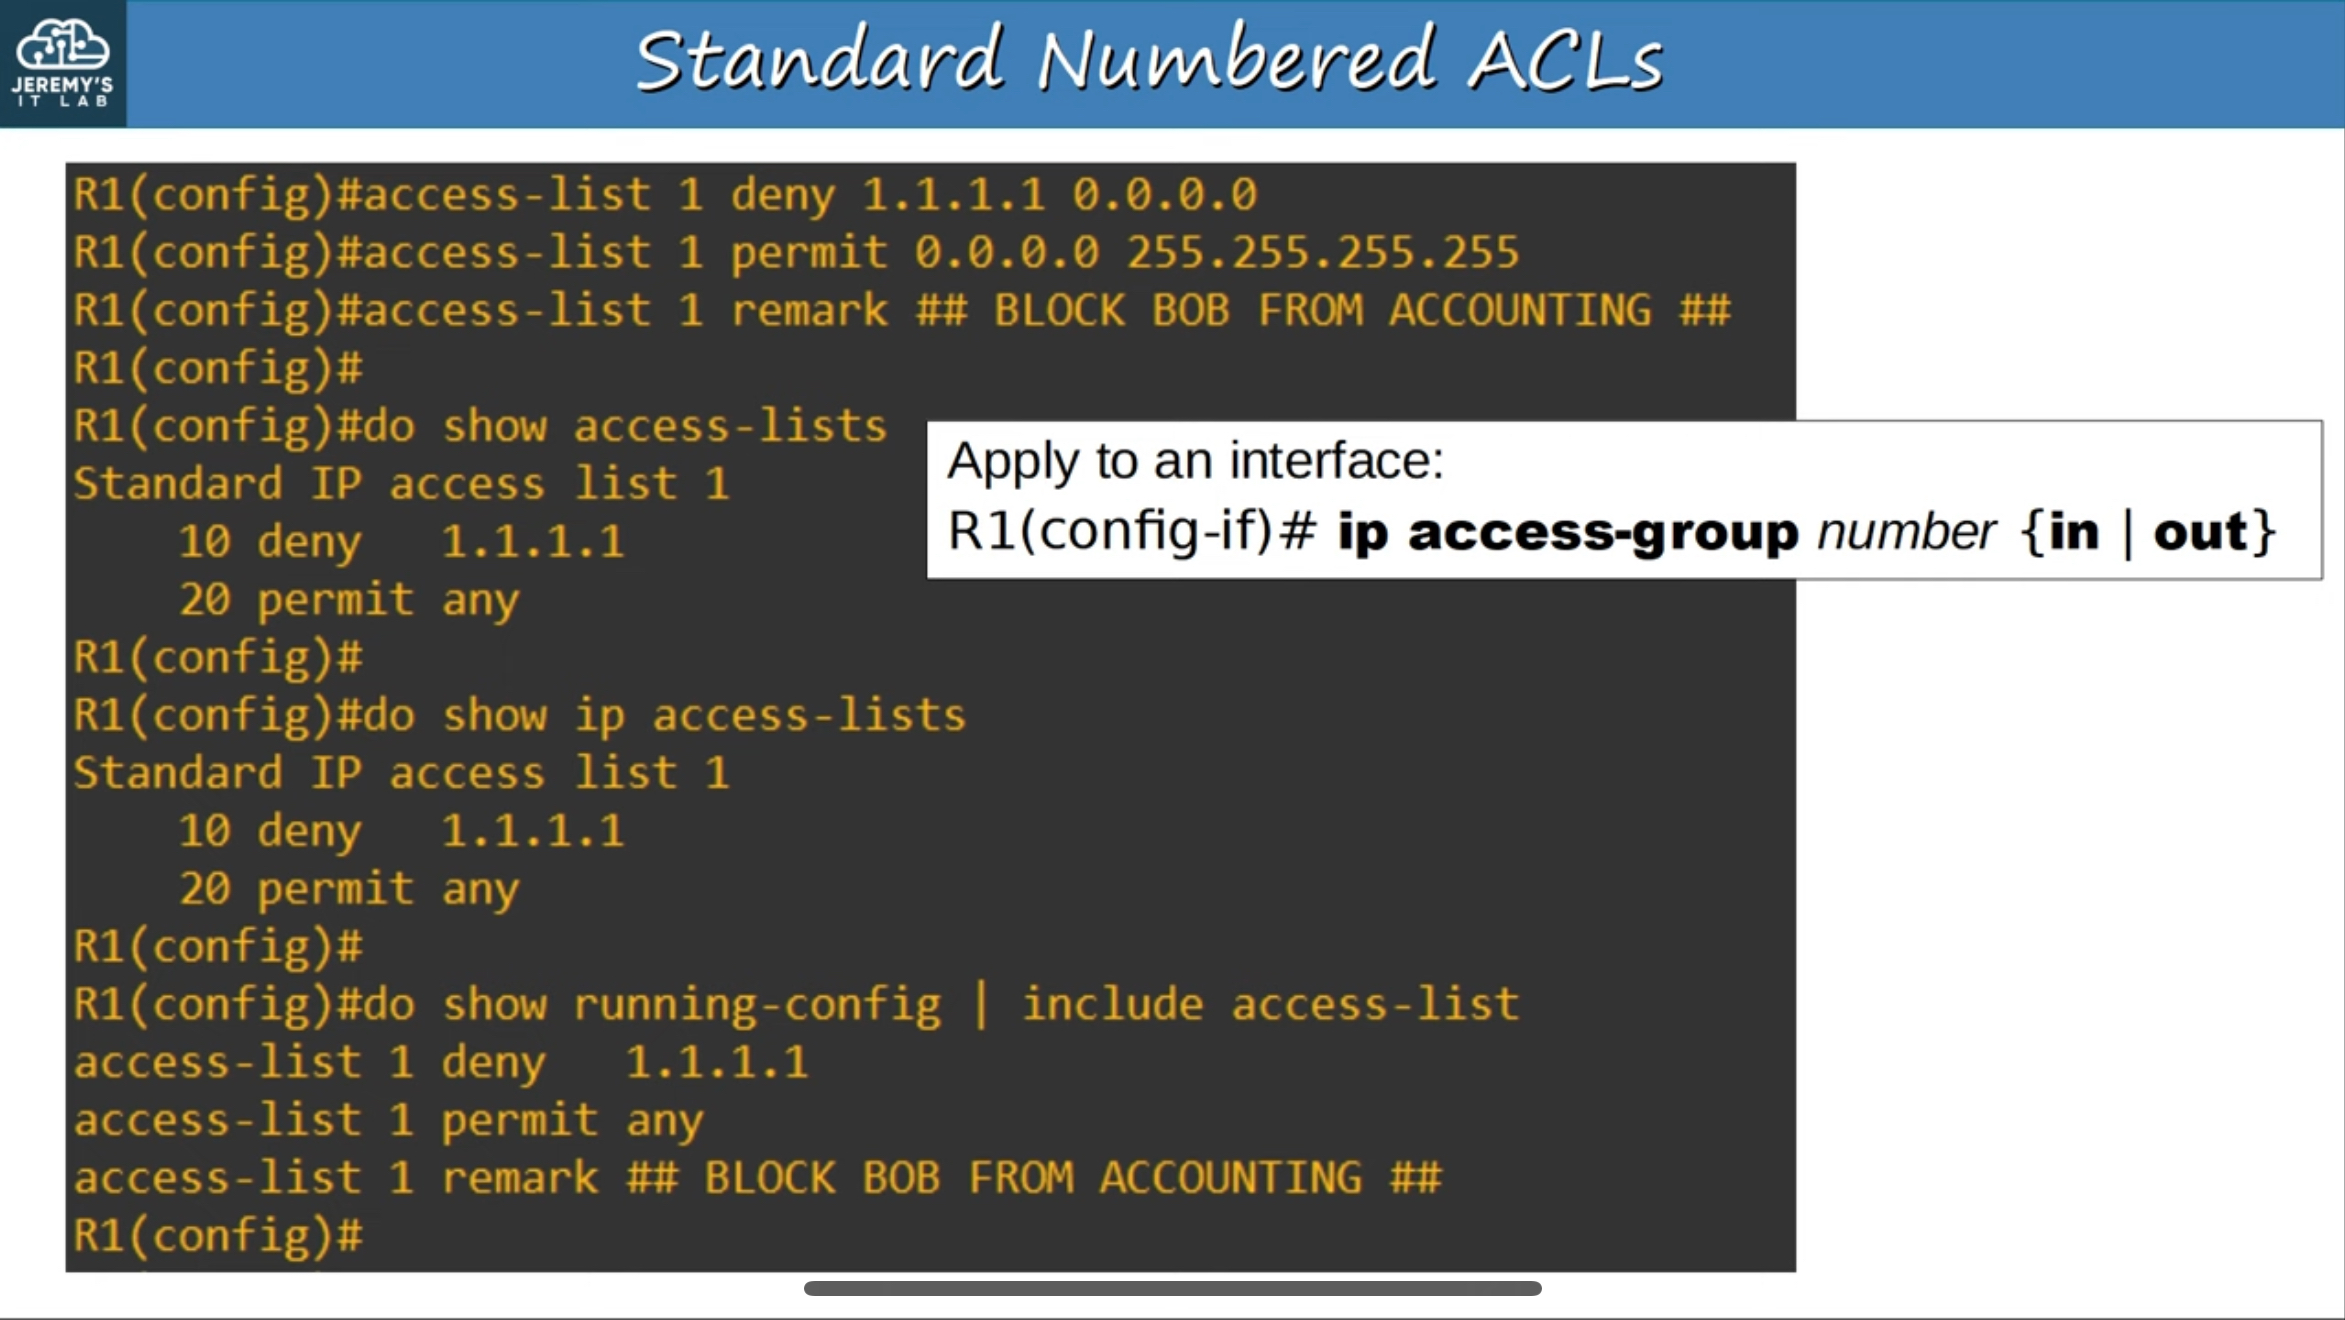 JEREMY'S
IT LAB
Standard Numbered ACLs
R1(config)#access-list 1 deny 1.1.1.1 0.0.0.0
R1(config)#access-list 1 permit 0.0.0.0 255.255.255.255
R1(config)#access-list 1 remark ## BLOCK BOB FROM ACCOUNTING ##
R1(config)#
R1(config)#do show access-lists
Standard IP access list 1
    10 deny   1.1.1.1
    20 permit any
R1(config)#
R1(config)#do show ip access-lists
Standard IP access list 1
    10 deny   1.1.1.1
    20 permit any
R1(config)#
R1(config)#do show running-config | include access-list
access-list 1 deny   1.1.1.1
access-list 1 permit any
access-list 1 remark ## BLOCK BOB FROM ACCOUNTING ##
R1(config)#
Apply to an interface:
R1(config-if)# ip access-group number {in | out}